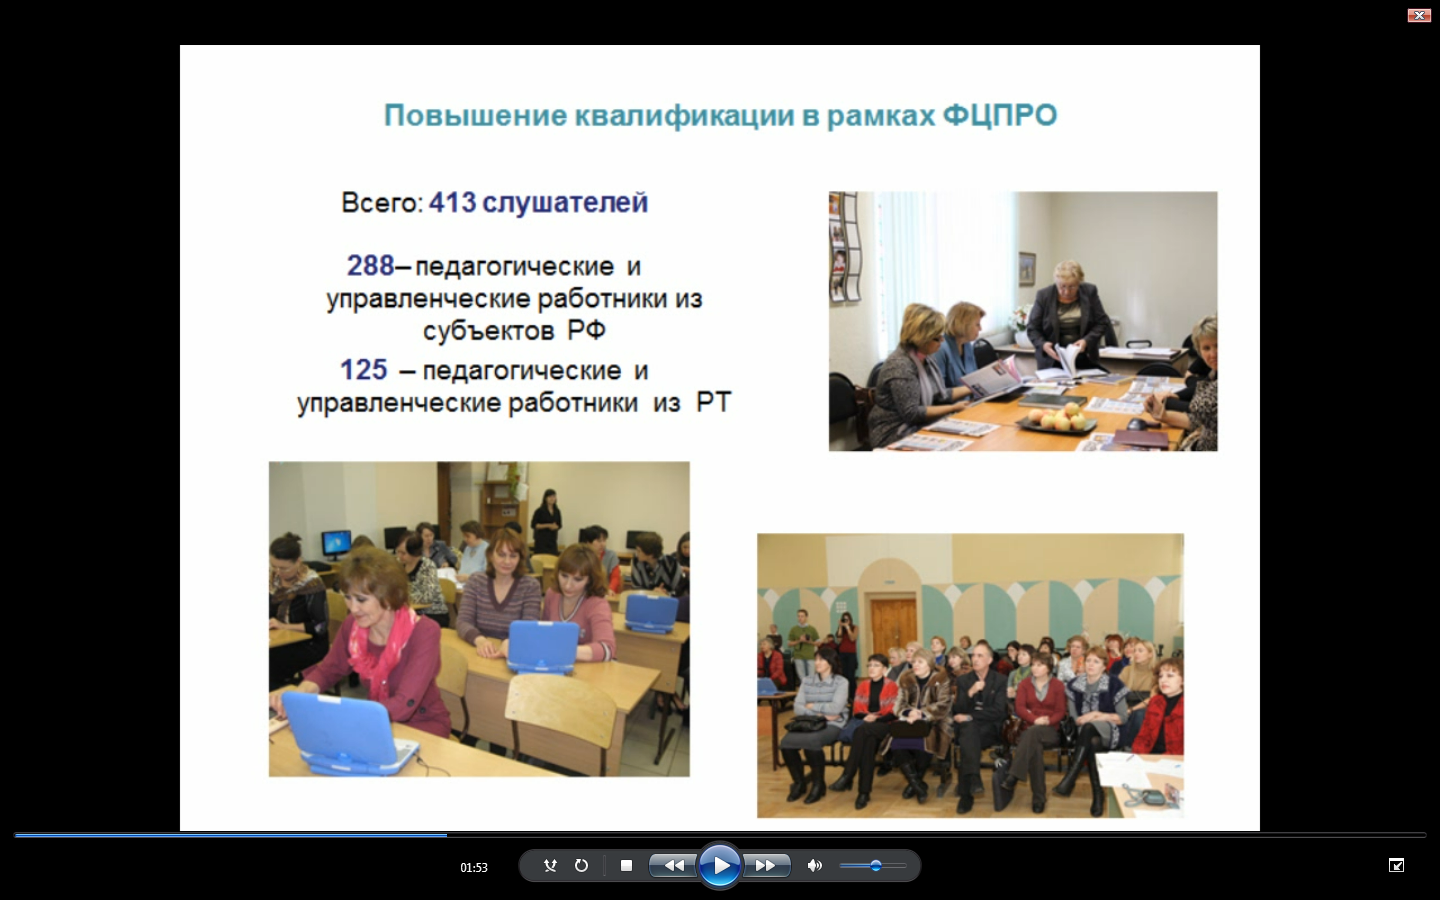 Повышение квалификации в рамках ФЦПРО
Всего: 413 слушателей
288– педагогические и
управленческие работники из
субъектов РФ
125 – педагогические и
управленческие работники из РТ
01:53